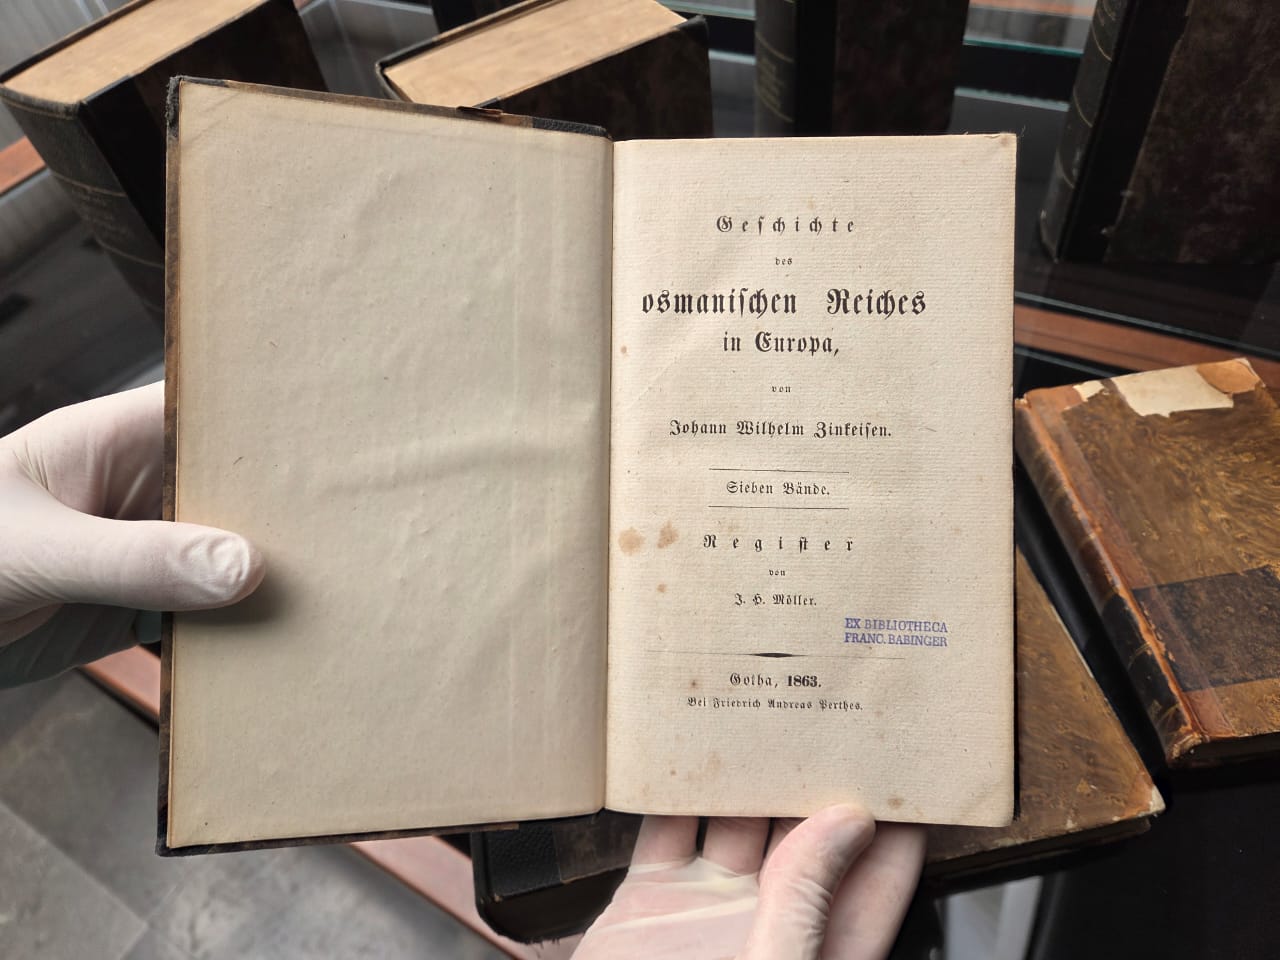 Geſchichte
des
osmaniſchen Reiches
in Europa,
von
Johann Wilhelm Zinkeiſen.
Sieben Bände.
Regiſter
von
J. H. Möller.
EX BIBLIOTHECA
FRANC. BABINGER
Gotha, 1863.
Bei Friedrich Andreas Perthes.